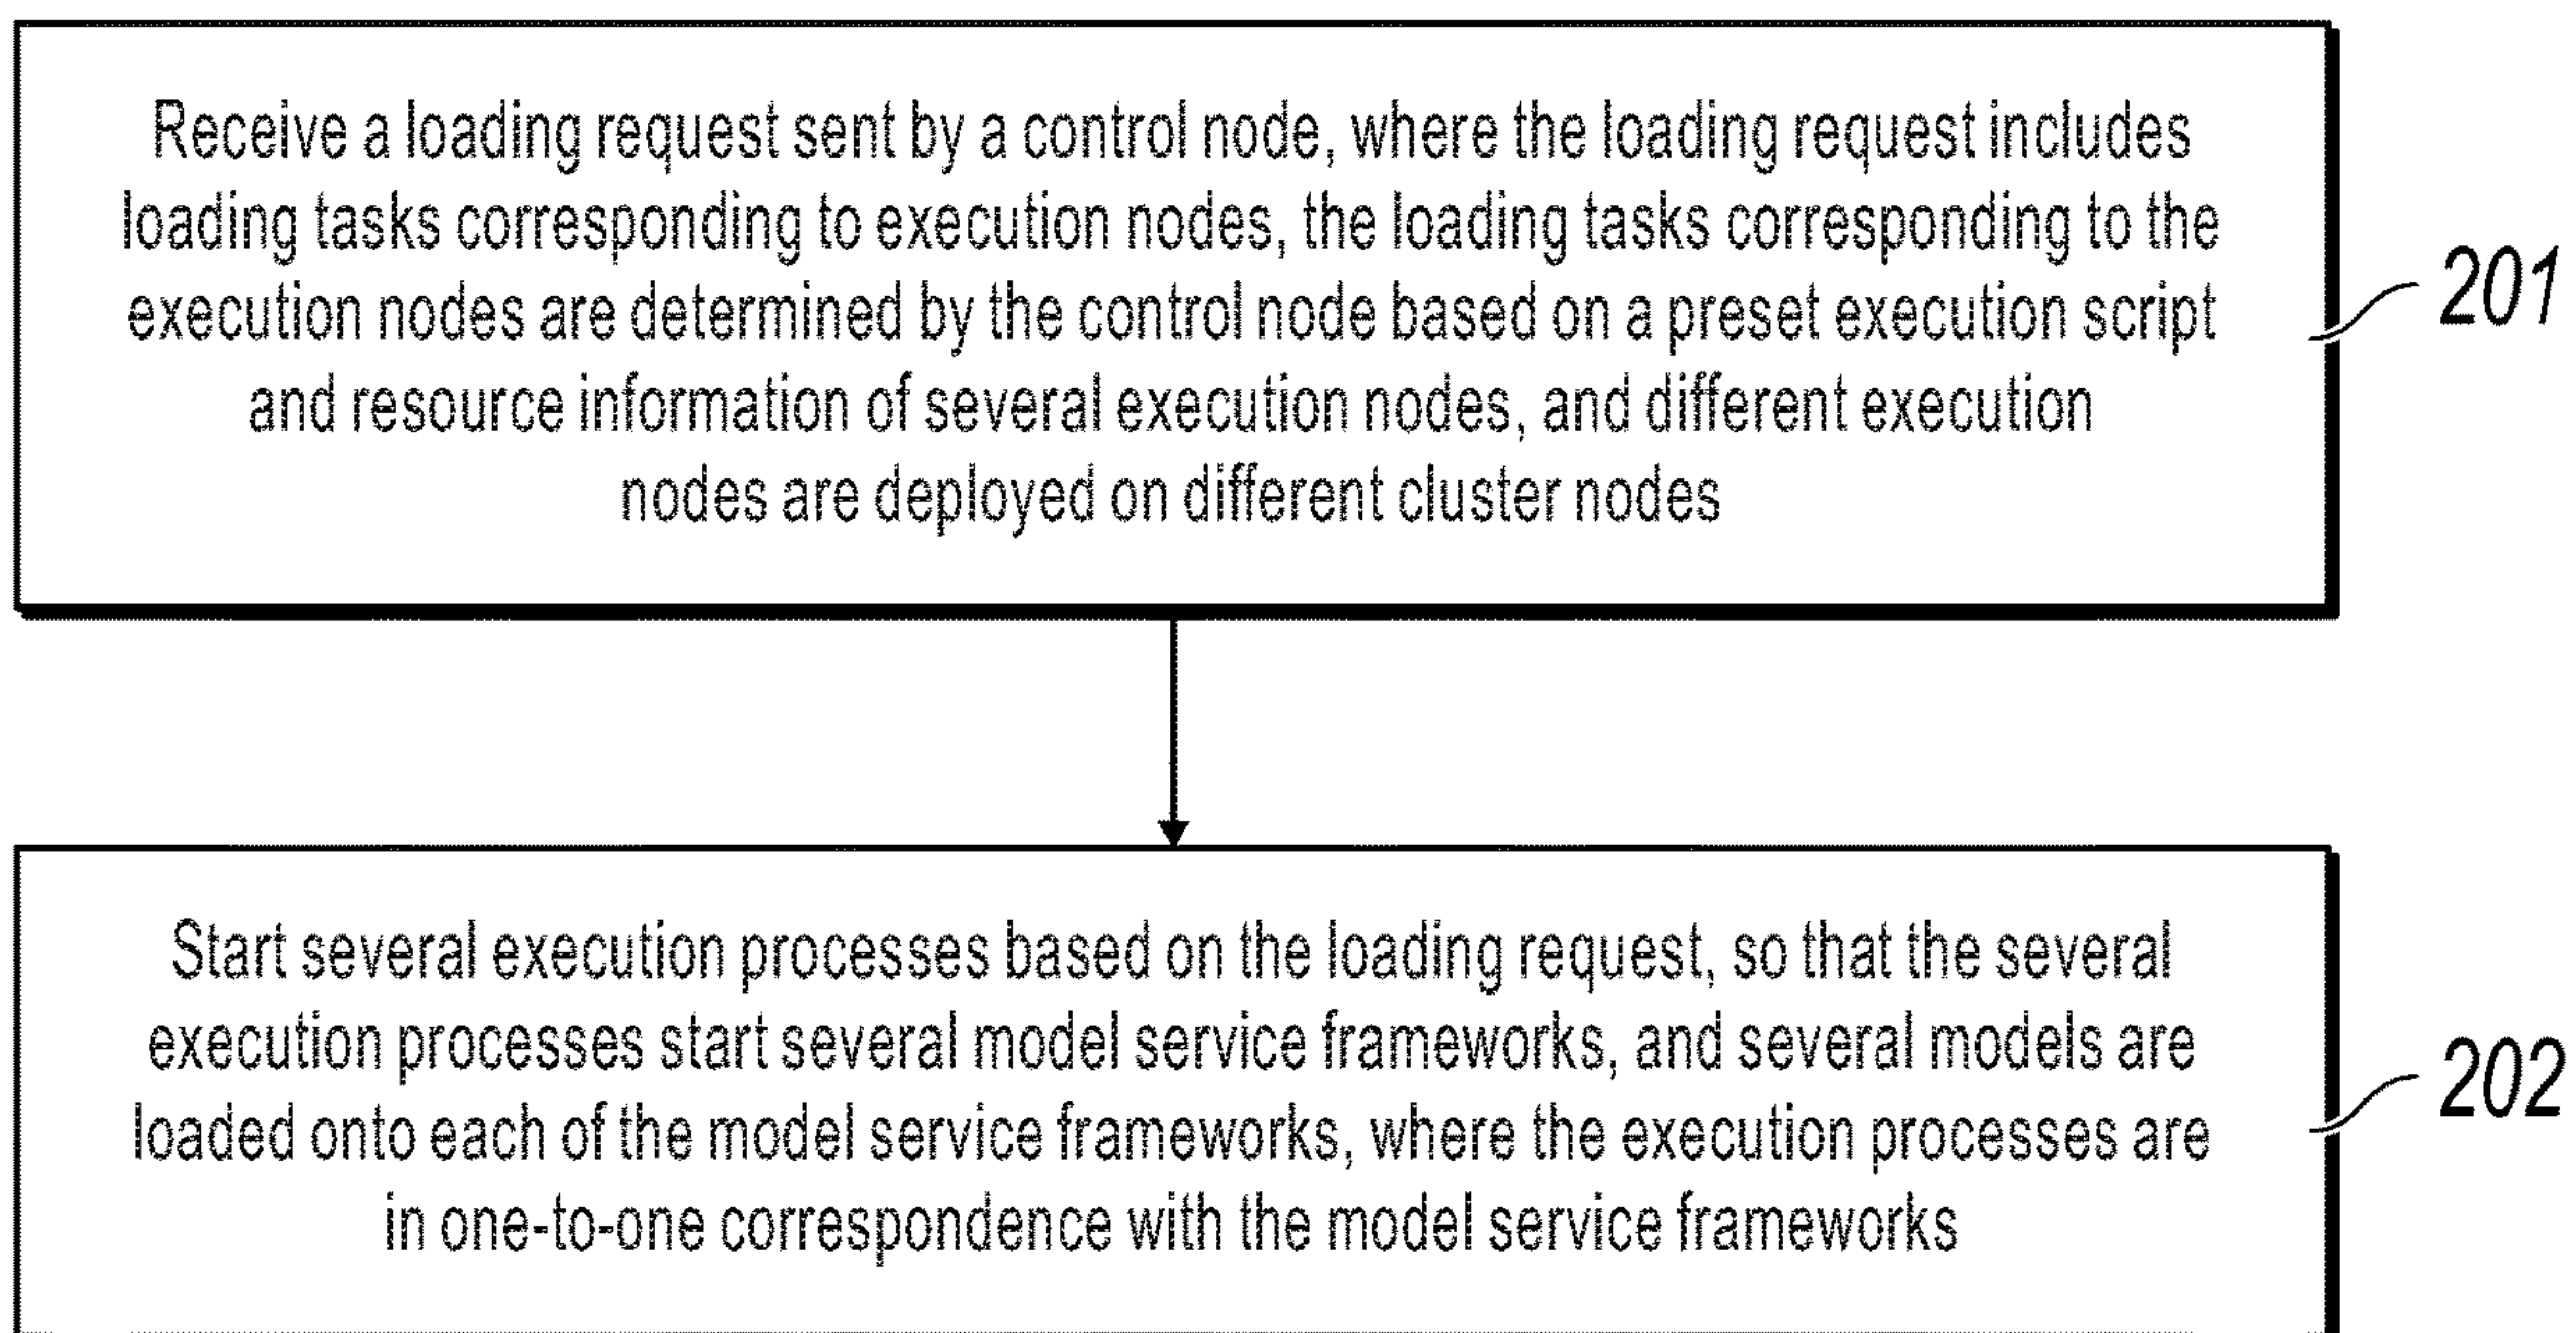 Receive a loading request sent by a control node, where the loading request includes
loading tasks corresponding to execution nodes, the loading tasks corresponding to the
execution nodes are determined by the control node based on a preset execution script
and resource information of several execution nodes, and different execution
nodes are deployed on different cluster nodes
201
Start several execution processes based on the loading request, so that the several
execution processes start several model service frameworks, and several models are
loaded onto each of the model service frameworks, where the execution processes are
in one-to-one correspondence with the model service frameworks
202